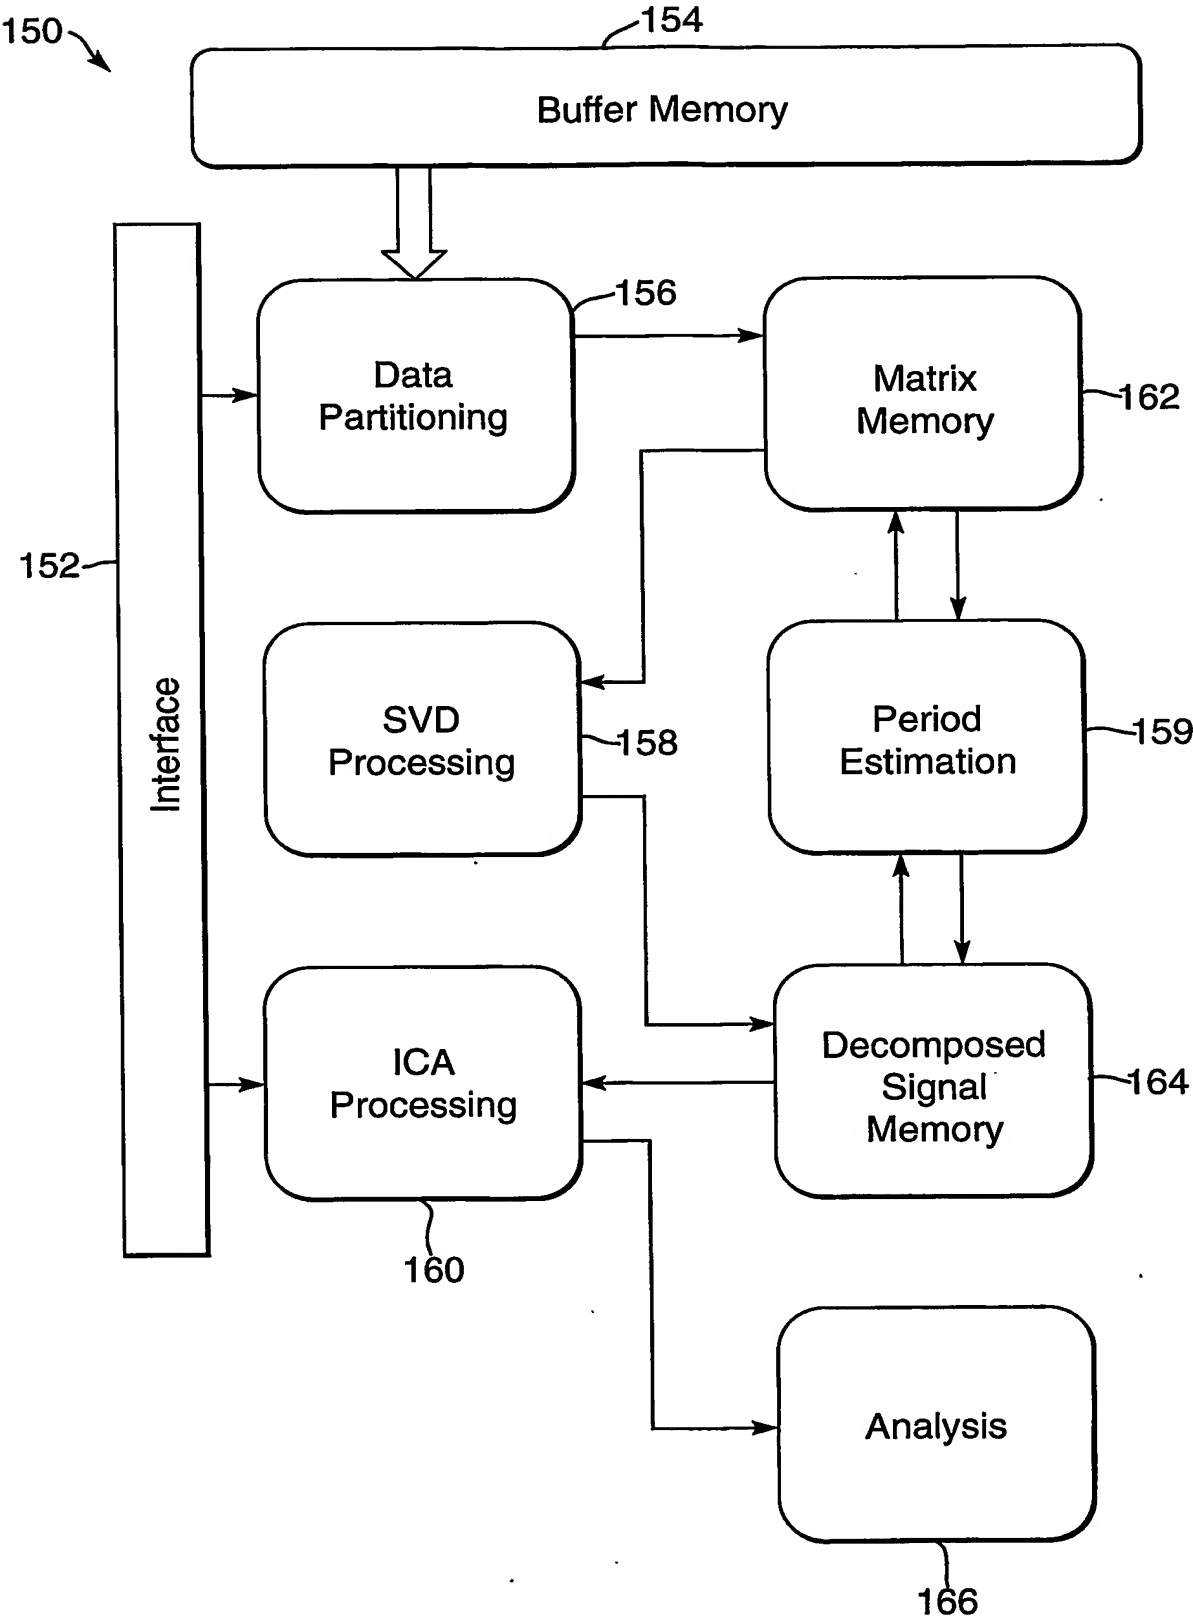 150
154
Buffer Memory
156
Data
Partitioning
Matrix
Memory
162
152
Interface
SVD
Processing
158
Period
Estimation
159
ICA
Processing
160
Decomposed
Signal
Memory
164
Analysis
166